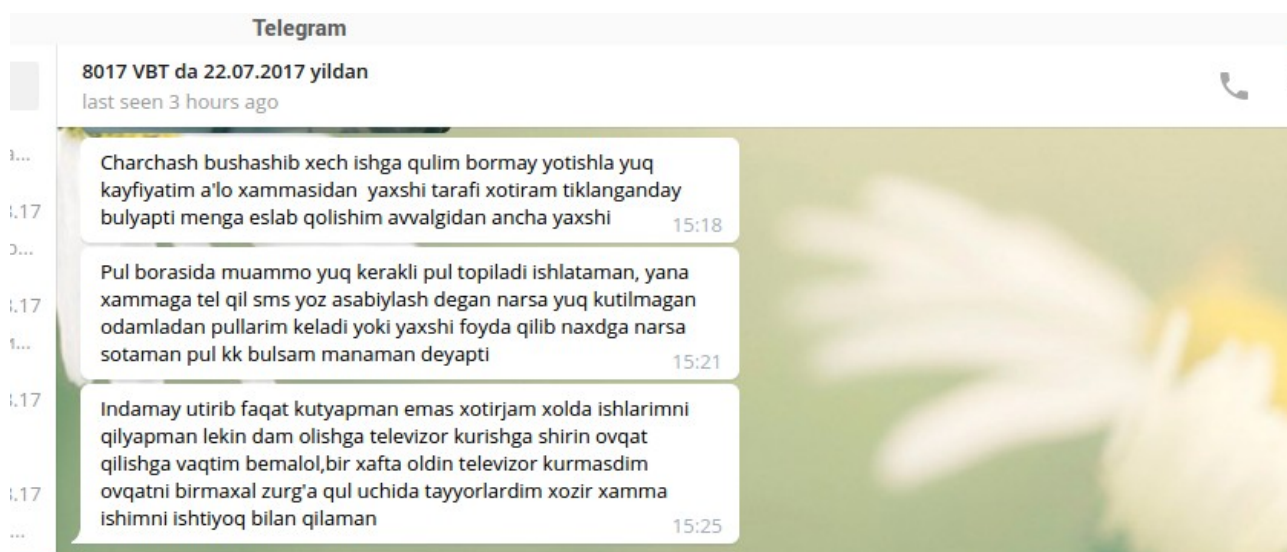 Telegram
8017 VBT da 22.07.2017 yildan
last seen 3 hours ago
Charchash bushashib xech ishga qulim bormay yotishla yuq
kayfiyatim a'lo xammasidan yaxshi tarafi xotiram tiklanganday
bulyapti menga eslab qolishim avvalgidan ancha yaxshi
15:18
Pul borasida muammo yuq kerakli pul topiladi ishlataman, yana
xammaga tel qil sms yoz asabiylash degan narsa yuq kutilmagan
odamladan pullarim keladi yoki yaxshi foyda qilib naxdga narsa
sotaman pul kk bulsam manaman deyapti
15:21
Indamay utirib faqat kutyapman emas xotirjam xolda ishlarimni
qilyapman lekin dam olishga televizor kurishga shirin ovqat
qilishga vaqtim bemalol,bir xafta oldin televizor kurmasdim
ovqatni birmaxal zurg'a qul uchida tayyorlardim xozir xamma
ishimni ishtiyoq bilan qilaman
15:25